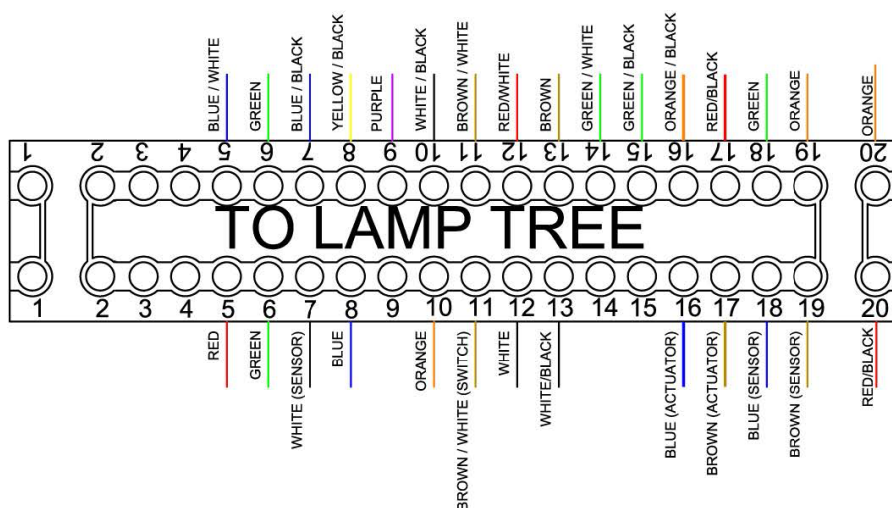 BLUE / WHITE
GREEN
BLUE / BLACK
YELLOW / BLACK
PURPLE
WHITE / BLACK
BROWN / WHITE
RED/WHITE
BROWN
GREEN / WHITE
GREEN / BLACK
ORANGE / BLACK
RED/BLACK
GREEN
ORANGE
ORANGE
1 2 3 4 5 6 7 8 9 10 11 12 13 14 15 16 17 18 19 20
TO LAMP TREE
1 2 3 4 5 6 7 8 9 10 11 12 13 14 15 16 17 18 19 20
RED
GREEN
WHITE (SENSOR)
BLUE
ORANGE
BROWN / WHITE (SWITCH)
WHITE
WHITE/BLACK
BLUE (ACTUATOR)
BROWN (ACTUATOR)
BLUE (SENSOR)
BROWN (SENSOR)
RED/BLACK